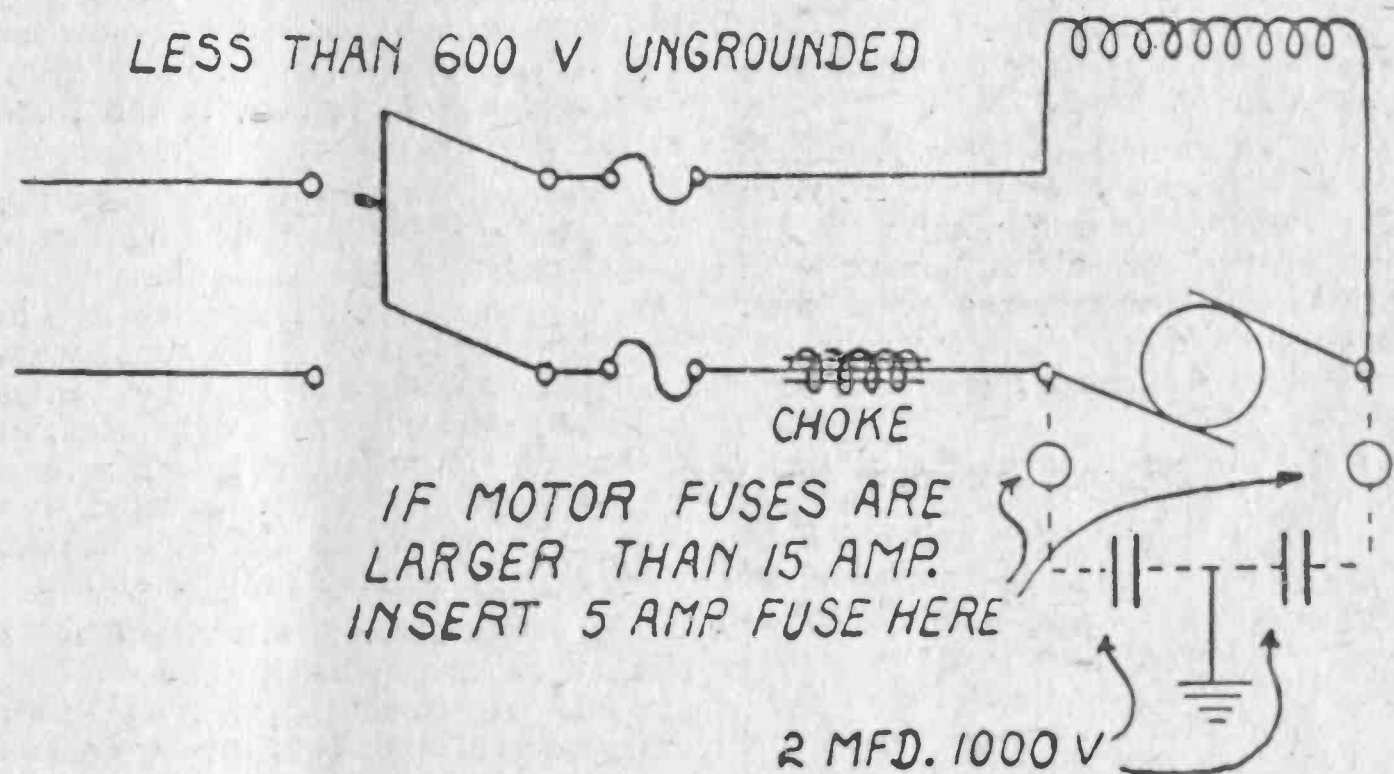 LESS THAN 600 V. UNGROUNDED
CHOKE
IF MOTOR FUSES ARE
LARGER THAN 15 AMP.
INSERT 5 AMP. FUSE HERE
2 MFD. 1000 V